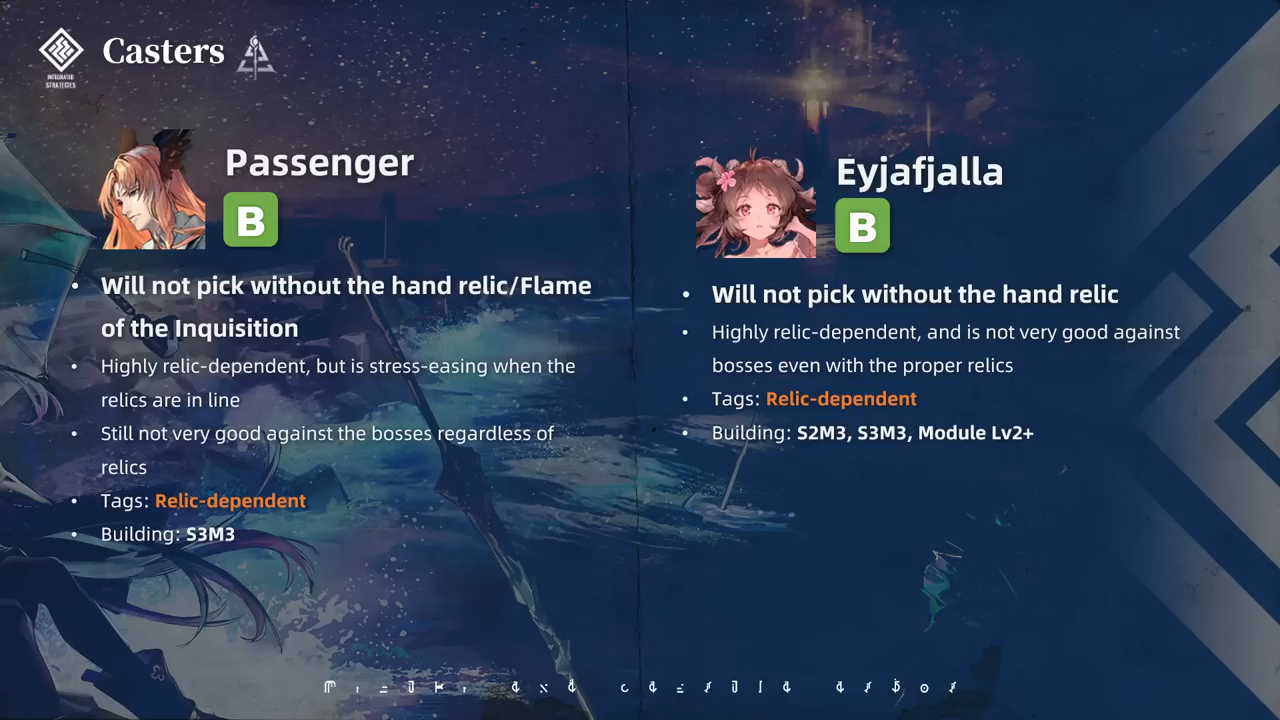 INTEGRATED
STRATEGIES
Casters
Passenger
B
• Will not pick without the hand relic/Flame
of the Inquisition
• Highly relic-dependent, but is stress-easing when the
relics are in line
• Still not very good against the bosses regardless of
relics
• Tags: Relic-dependent
• Building: S3M3
Eyjafjalla
B
• Will not pick without the hand relic
• Highly relic-dependent, and is not very good against
bosses even with the proper relics
• Tags: Relic-dependent
• Building: S2M3, S3M3, Module Lv2+